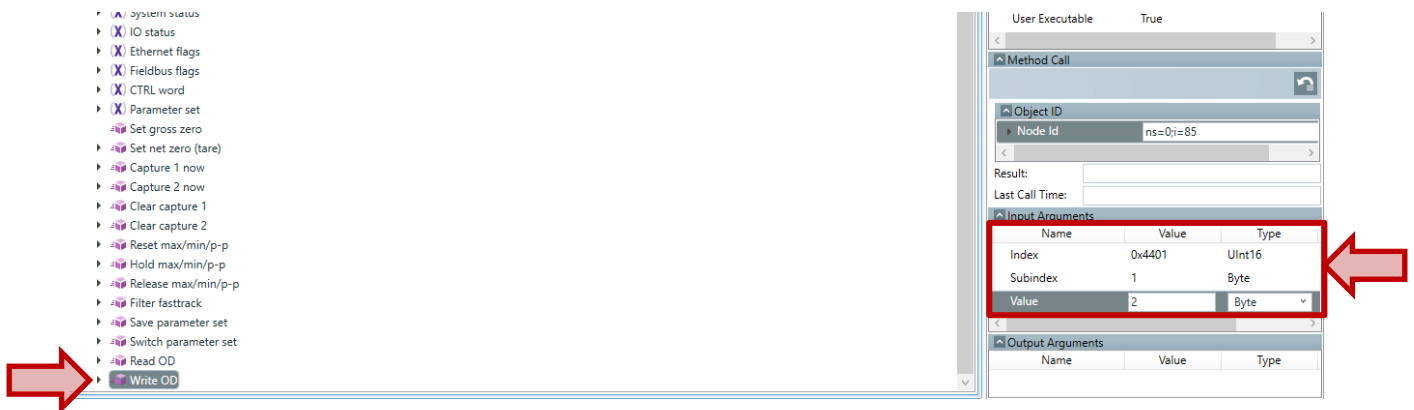 (X) System status
(X) IO status
(X) Ethernet flags
(X) Fieldbus flags
(X) CTRL word
(X) Parameter set
Set gross zero
Set net zero (tare)
Capture 1 now
Capture 2 now
Clear capture 1
Clear capture 2
Reset max/min/p-p
Hold max/min/p-p
Release max/min/p-p
Filter fasttrack
Save parameter set
Switch parameter set
Read OD
Write OD
User Executable True
Method Call
Object ID
Node Id ns=0;i=85
Result:
Last Call Time:
Input Arguments
Name Value Type
Index 0x4401 UInt16
Subindex 1 Byte
Value 2 Byte
Output Arguments
Name Value Type